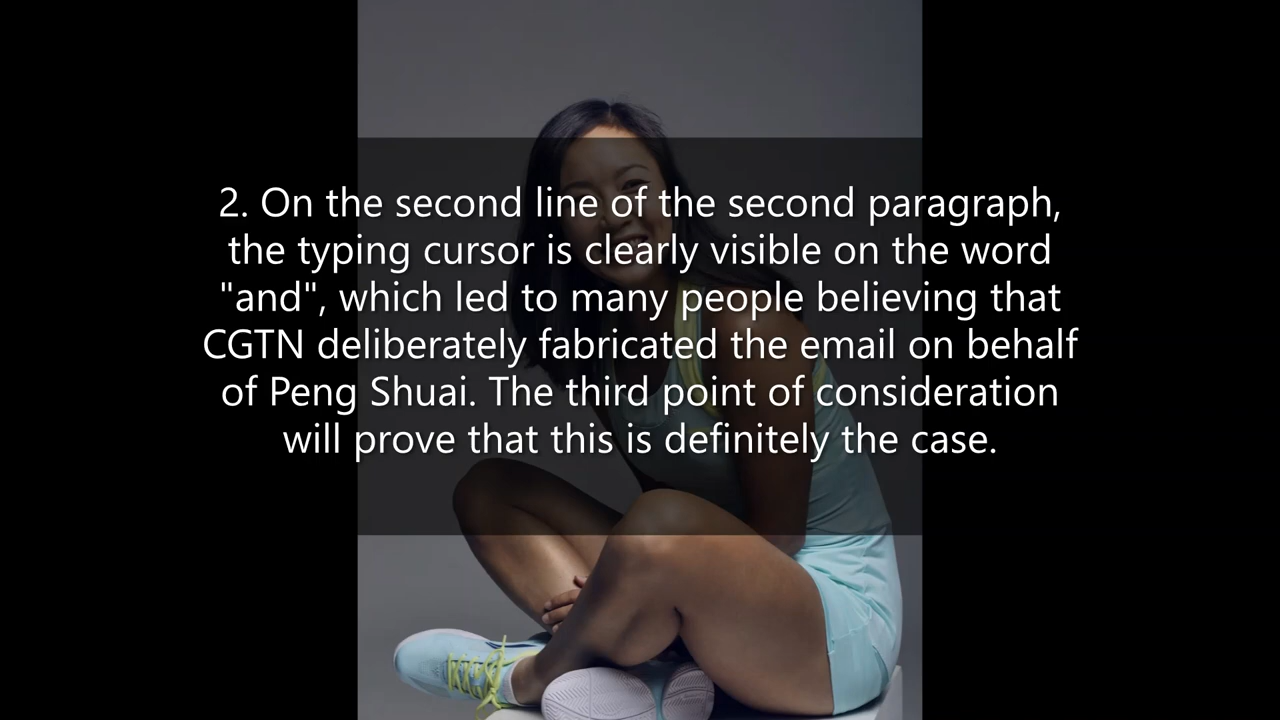 2. On the second line of the second paragraph,
the typing cursor is clearly visible on the word
"and", which led to many people believing that
CGTN deliberately fabricated the email on behalf
of Peng Shuai. The third point of consideration
will prove that this is definitely the case.